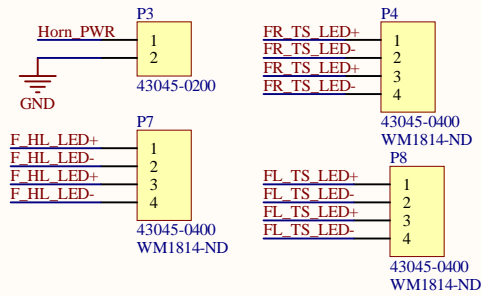 P3
Horn_PWR
1
2
GND
43045-0200
P4
FR_TS_LED+
1
FR_TS_LED-
2
FR_TS_LED+
3
FR_TS_LED-
4
43045-0400
WM1814-ND
P7
F_HL_LED+
1
F_HL_LED-
2
F_HL_LED+
3
F_HL_LED-
4
43045-0400
WM1814-ND
P8
FL_TS_LED+
1
FL_TS_LED-
2
FL_TS_LED+
3
FL_TS_LED-
4
43045-0400
WM1814-ND